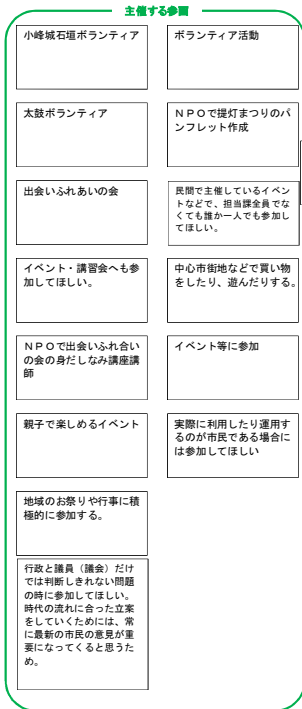 主催する参画
小峰城石垣ボランティア
ボランティア活動
太鼓ボランティア
ＮＰＯで提灯まつりのパ
ンフレット作成
出会いふれあいの会
民間で主催しているイベン
トなどで、担当課全員でな
くても誰か一人でも参加し
てほしい。
イベント・講習会へも参
加してほしい。
中心市街地などで買い物
をしたり、遊んだりする。
ＮＰＯで出会いふれ合い
の会の身だしなみ講座講
師
イベント等に参加
親子で楽しめるイベント
実際に利用したり運用す
るのが市民である場合に
は参加してほしい
地域のお祭りや行事に積
極的に参加する。
行政と議員（議会）だけ
では判断しきれない問題
の時に参加してほしい。
時代の流れに合った立案
をしていくためには、常
に最新の市民の意見が重
要になってくると思うた
め。